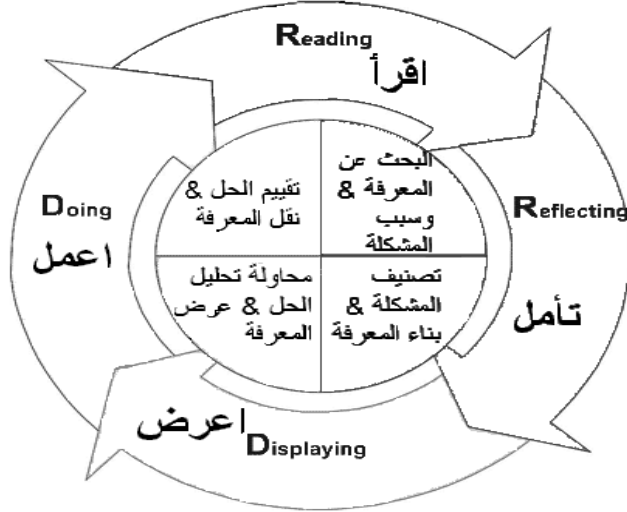 Reading
اقرأ
Reflecting
تأمل
Displaying
اعرض
Doing
اعمل
البحث عن
المعرفة &
وسبب
المشكلة
تصنيف
المشكلة &
بناء المعرفة
محاولة تحليل
الحل & عرض
المعرفة
تقييم الحل &
نقل المعرفة